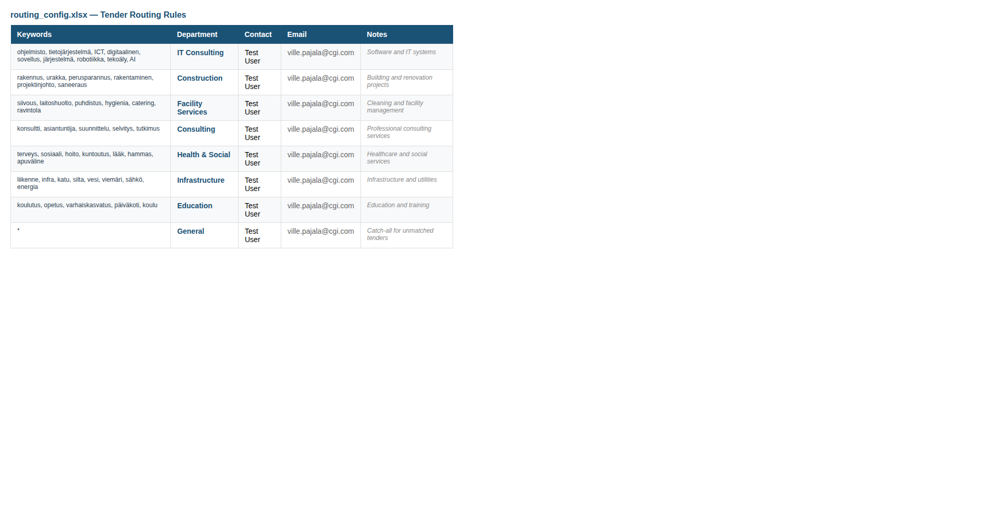 routing_config.xlsx — Tender Routing Rules
Keywords Department Contact Email Notes
ohjelmisto, tietojärjestelmä, ICT, digitaalinen,
sovellus, järjestelmä, robotiikka, tekoäly, AI
IT Consulting
Test
User
ville.pajala@cgi.com
Software and IT systems
rakennus, urakka, perusparannus, rakentaminen,
projektinjohto, saneeraus
Construction
Test
User
ville.pajala@cgi.com
Building and renovation
projects
siivous, laitoshuolto, puhdistus, hygienia, catering,
ravintola
Facility
Services
Test
User
ville.pajala@cgi.com
Cleaning and facility
management
konsultti, asiantuntija, suunnittelu, selvitys, tutkimus
Consulting
Test
User
ville.pajala@cgi.com
Professional consulting
services
terveys, sosiaali, hoito, kuntoutus, lääk, hammas,
apuväline
Health & Social
Test
User
ville.pajala@cgi.com
Healthcare and social
services
liikenne, infra, katu, silta, vesi, viemäri, sähkö,
energia
Infrastructure
Test
User
ville.pajala@cgi.com
Infrastructure and utilities
koulutus, opetus, varhaiskasvatus, päiväkoti, koulu
Education
Test
User
ville.pajala@cgi.com
Education and training
*
General
Test
User
ville.pajala@cgi.com
Catch-all for unmatched
tenders